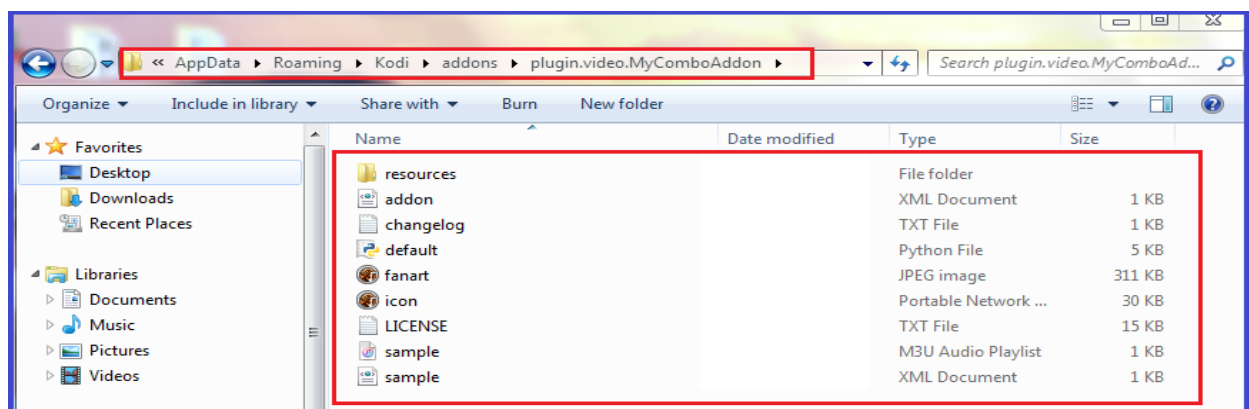 « AppData ▸ Roaming ▸ Kodi ▸ addons ▸ plugin.video.MyComboAddon ▸ Search plugin.video.MyComboAd...
Organize Include in library Share with Burn New folder
Favorites
Desktop
Downloads
Recent Places
Libraries
Documents
Music
Pictures
Videos
Name Date modified Type Size
resources File folder
addon XML Document 1 KB
changelog TXT File 1 KB
default Python File 5 KB
fanart JPEG image 311 KB
icon Portable Network ... 30 KB
LICENSE TXT File 15 KB
sample M3U Audio Playlist 1 KB
sample XML Document 1 KB